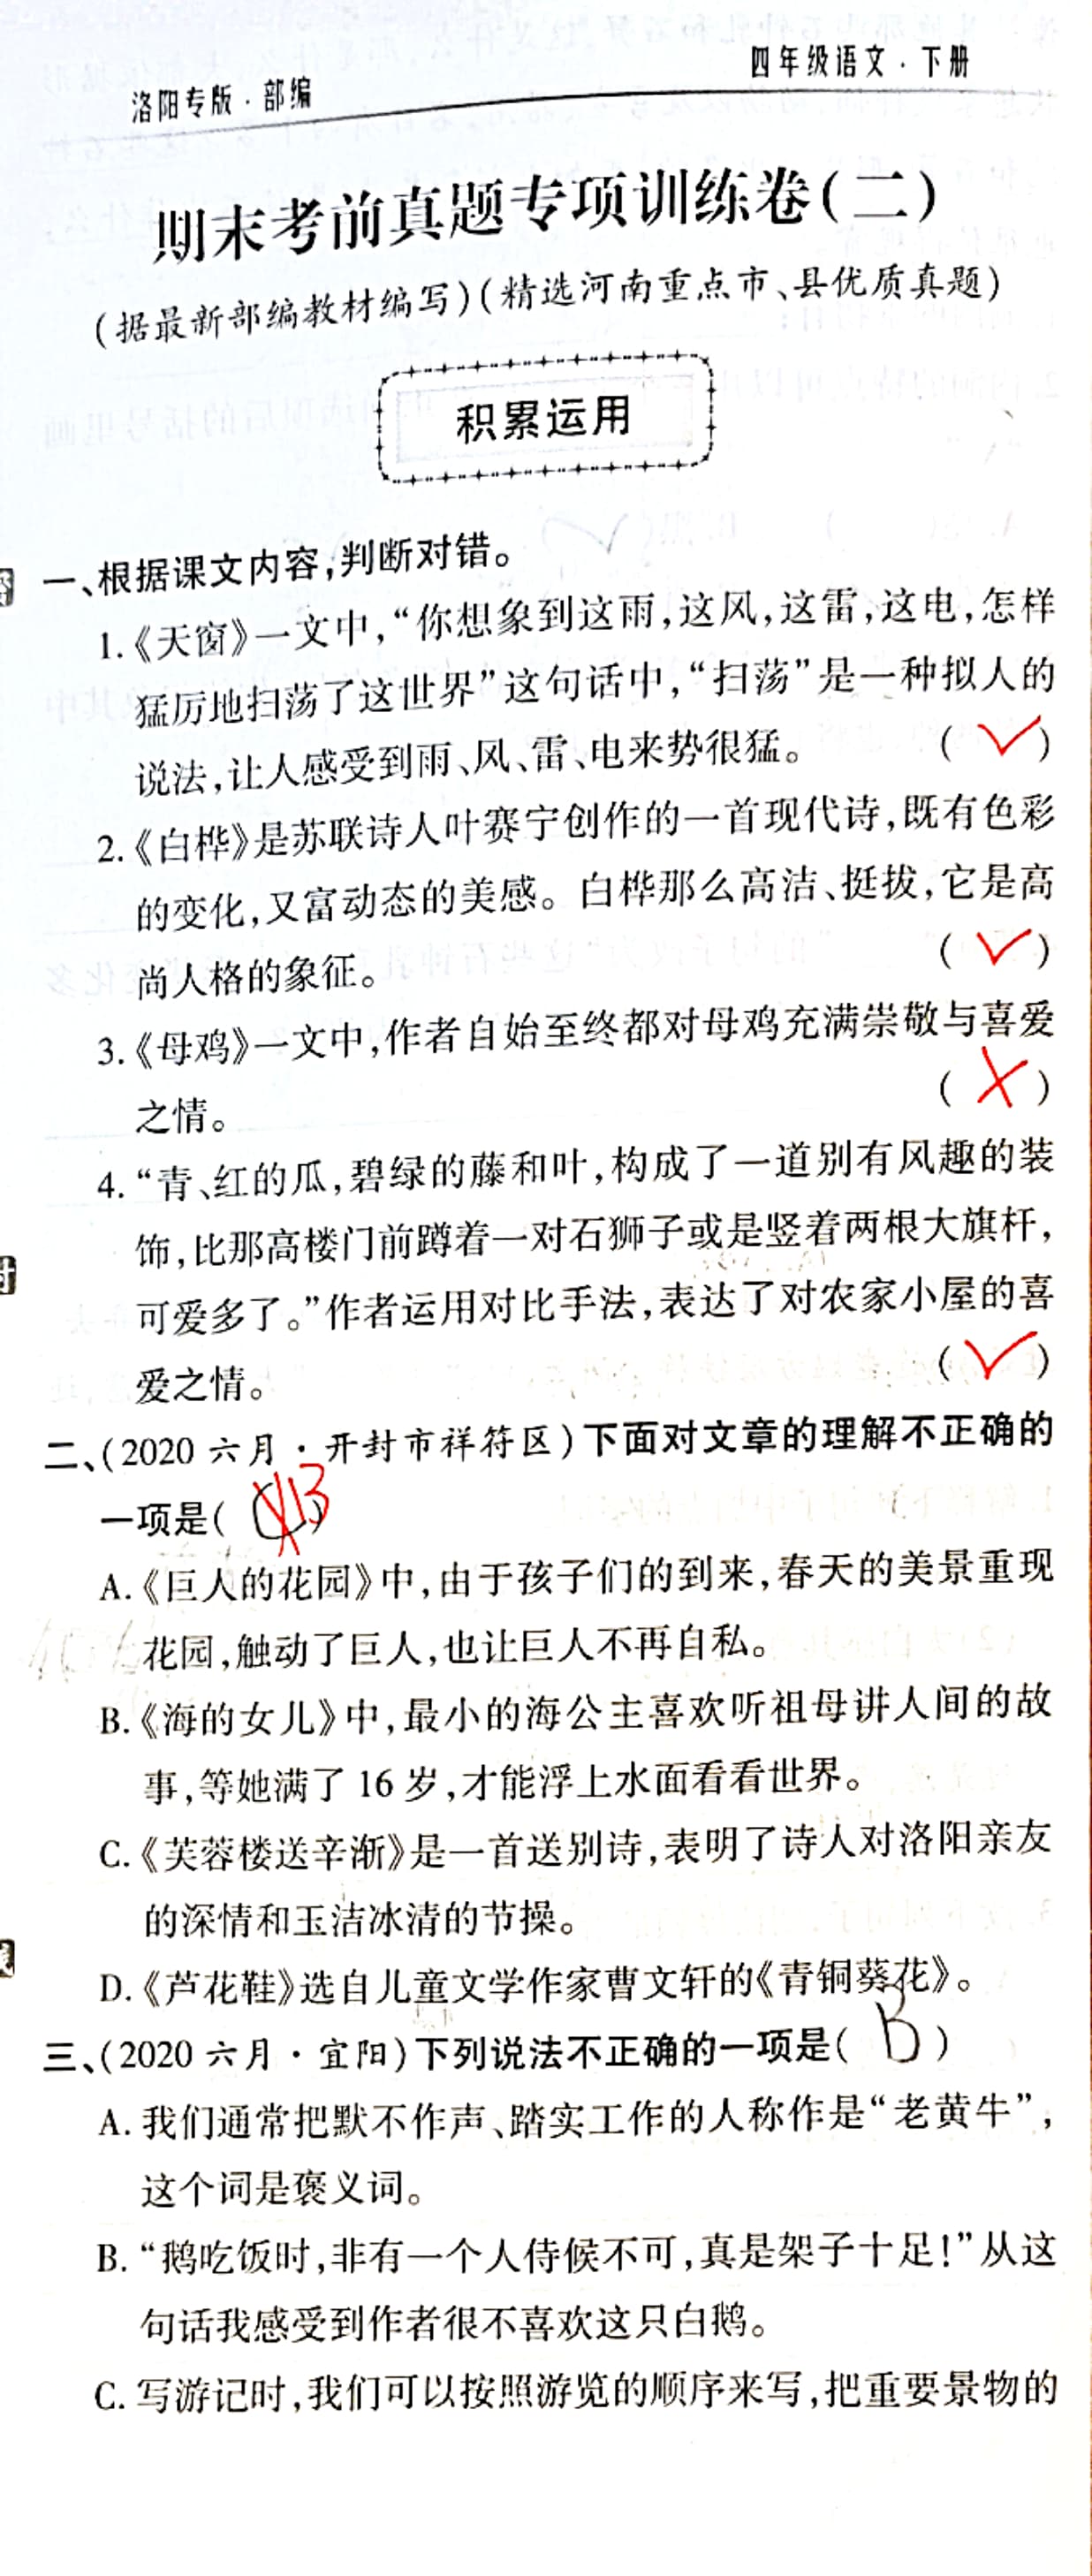 四年级语文·下册
洛阳专版·部编
期末考前真题专项训练卷(二)
(据最新部编教材编写)(精选河南重点市、县优质真题)
积累运用
一、根据课文内容,判断对错。
1.《天窗》一文中,“你想象到这雨,这风,这雷,这电,怎样
猛厉地扫荡了这世界”这句话中,“扫荡”是一种拟人的
说法,让人感受到雨、风、雷、电来势很猛。 (✓)
2.《白桦》是苏联诗人叶赛宁创作的一首现代诗,既有色彩
的变化,又富动态的美感。白桦那么高洁、挺拔,它是高
尚人格的象征。 (✓)
3.《母鸡》一文中,作者自始至终都对母鸡充满崇敬与喜爱
之情。 (×)
4.“青、红的瓜,碧绿的藤和叶,构成了一道别有风趣的装
饰,比那高楼门前蹲着一对石狮子或是竖着两根大旗杆,
可爱多了。”作者运用对比手法,表达了对农家小屋的喜
爱之情。 (✓)
二、(2020 六月·开封市祥符区)下面对文章的理解不正确的
一项是( B )
A.《巨人的花园》中,由于孩子们的到来,春天的美景重现
花园,触动了巨人,也让巨人不再自私。
B.《海的女儿》中,最小的海公主喜欢听祖母讲人间的故
事,等她满了 16 岁,才能浮上水面看看世界。
C.《芙蓉楼送辛渐》是一首送别诗,表明了诗人对洛阳亲友
的深情和玉洁冰清的节操。
D.《芦花鞋》选自儿童文学作家曹文轩的《青铜葵花》。
三、(2020 六月·宜阳)下列说法不正确的一项是( B )
A. 我们通常把默不作声、踏实工作的人称作是“老黄牛”,
这个词是褒义词。
B. “鹅吃饭时,非有一个人侍候不可,真是架子十足!”从这
句话我感受到作者很不喜欢这只白鹅。
C. 写游记时,我们可以按照游览的顺序来写,把重要景物的